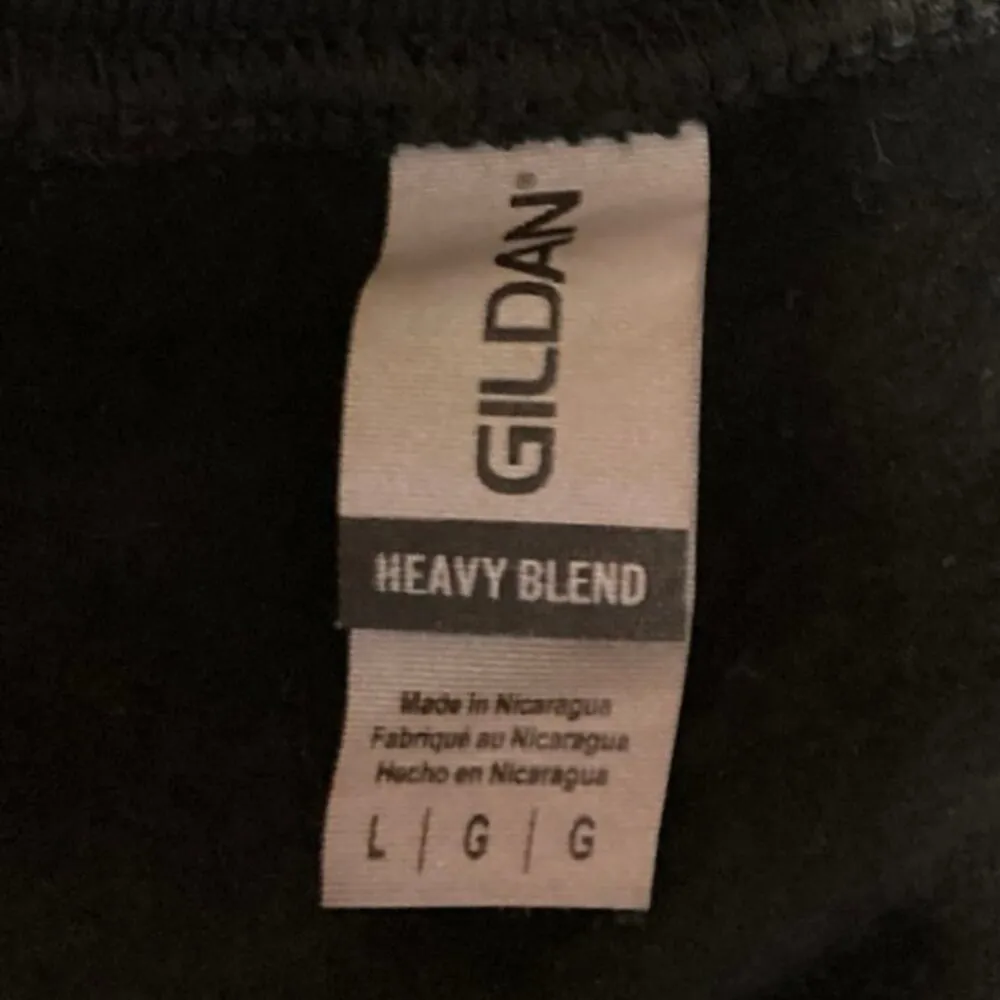 GILDAN®
HEAVY BLEND
Made in Nicaragua
Fabriqué au Nicaragua
Hecho en Nicaragua
L | G | G